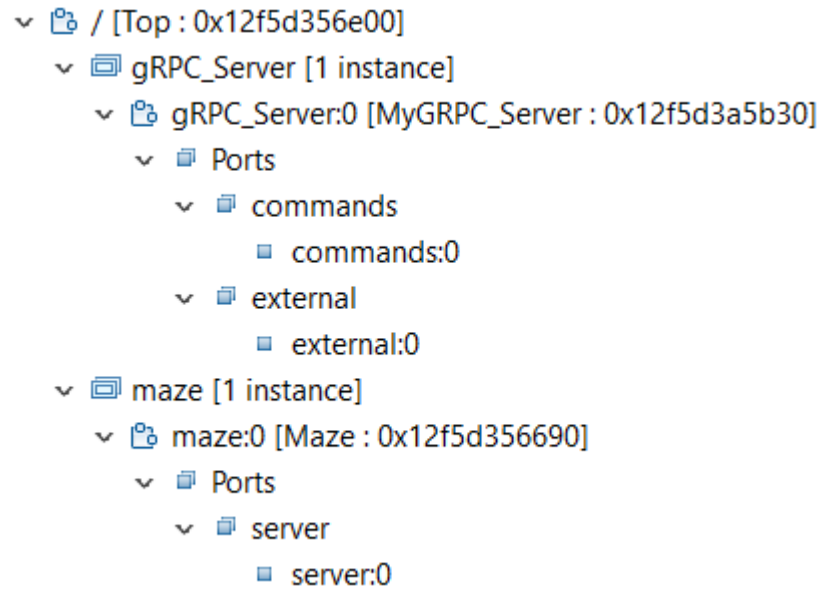 / [Top : 0x12f5d356e00]
gRPC_Server [1 instance]
gRPC_Server:0 [MyGRPC_Server : 0x12f5d3a5b30]
Ports
commands
commands:0
external
external:0
maze [1 instance]
maze:0 [Maze : 0x12f5d356690]
Ports
server
server:0